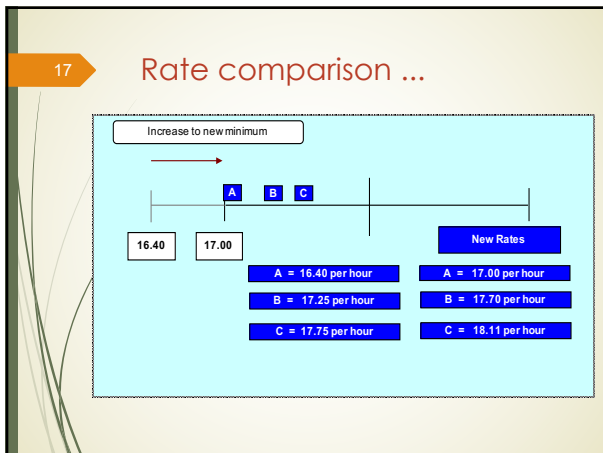 17
Rate comparison ...
Increase to new minimum
A
B
C
16.40
17.00
New Rates
A = 16.40 per hour
A = 17.00 per hour
B = 17.25 per hour
B = 17.70 per hour
C = 17.75 per hour
C = 18.11 per hour